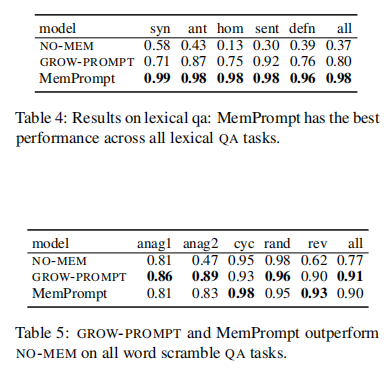 model syn ant hom sent defn all
NO-MEM 0.58 0.43 0.13 0.30 0.39 0.37
GROW-PROMPT 0.71 0.87 0.75 0.92 0.76 0.80
MemPrompt 0.99 0.98 0.98 0.98 0.96 0.98
Table 4: Results on lexical qa: MemPrompt has the best
performance across all lexical QA tasks.
model anag1 anag2 cyc rand rev all
NO-MEM 0.81 0.47 0.95 0.98 0.62 0.77
GROW-PROMPT 0.86 0.89 0.93 0.96 0.90 0.91
MemPrompt 0.81 0.83 0.98 0.95 0.93 0.90
Table 5: GROW-PROMPT and MemPrompt outperform
NO-MEM on all word scramble QA tasks.